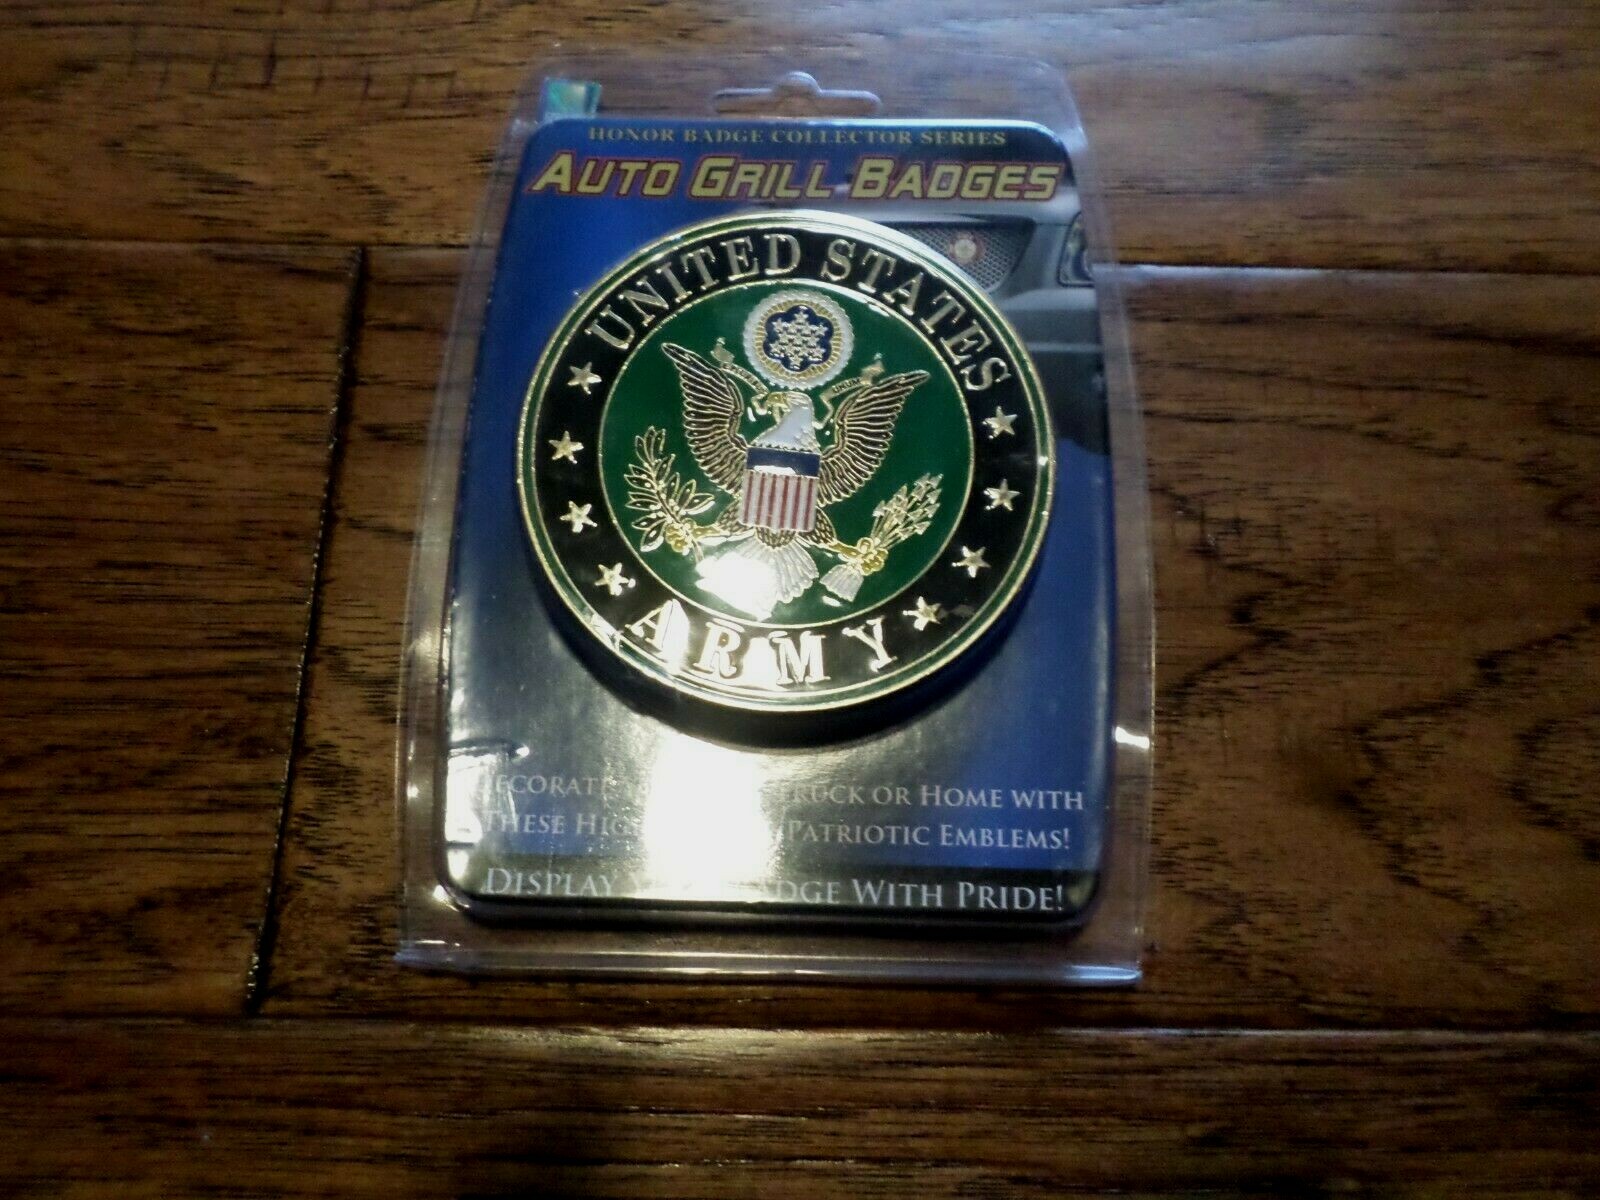 HONOR BADGE COLLECTOR SERIES
AUTO GRILL BADGES
UNITED STATES
UNUM
ARMY
TRUCK OR HOME WITH
THESE PATRIOTIC EMBLEMS!
DISPLAY WITH PRIDE!